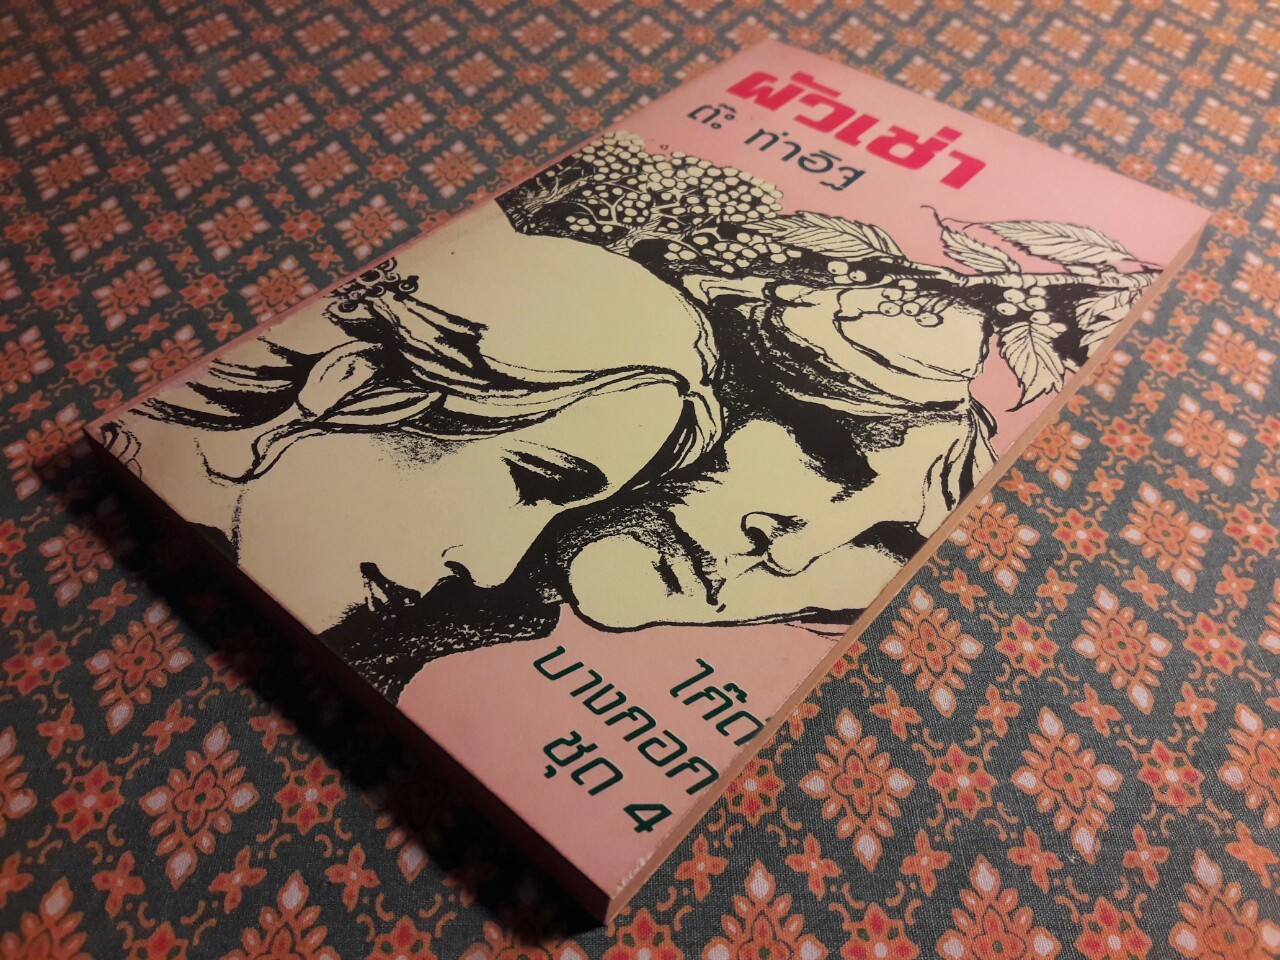 ผัวเช่า
ต๊ะ ท่าอิฐ
ไก๊ด์
บางกอก
ชุด 4